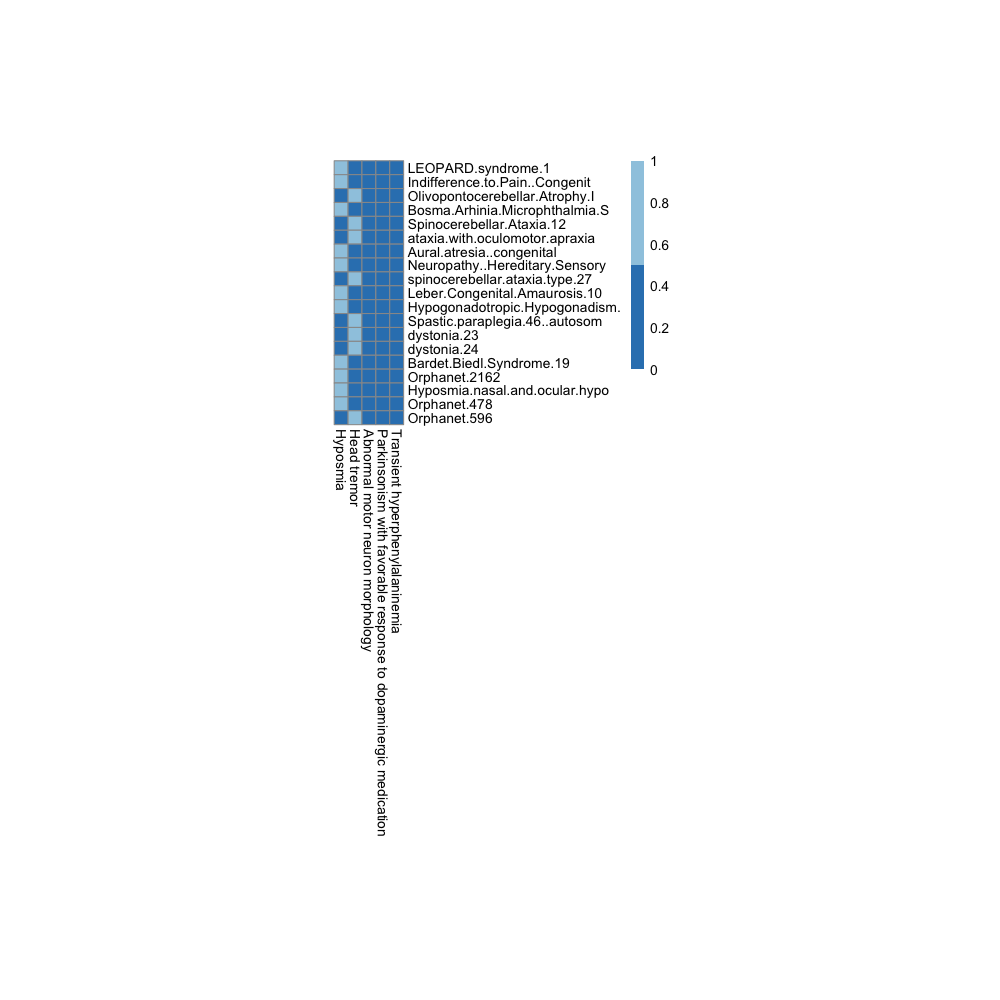 LEOPARD.syndrome.1
Indifference.to.Pain..Congenit
Olivopontocerebellar.Atrophy.I
Bosma.Arhinia.Microphthalmia.S
Spinocerebellar.Ataxia.12
ataxia.with.oculomotor.apraxia
Aural.atresia..congenital
Neuropathy..Hereditary.Sensory
spinocerebellar.ataxia.type.27
Leber.Congenital.Amaurosis.10
Hypogonadotropic.Hypogonadism.
Spastic.paraplegia.46..autosom
dystonia.23
dystonia.24
Bardet.Biedl.Syndrome.19
Orphanet.2162
Hyposmia.nasal.and.ocular.hypo
Orphanet.478
Orphanet.596
1
0.8
0.6
0.4
0.2
0
Hyposmia
Head tremor
Abnormal motor neuron morphology
Parkinsonism with favorable response to dopaminergic medication
Transient hyperphenylalaninemia